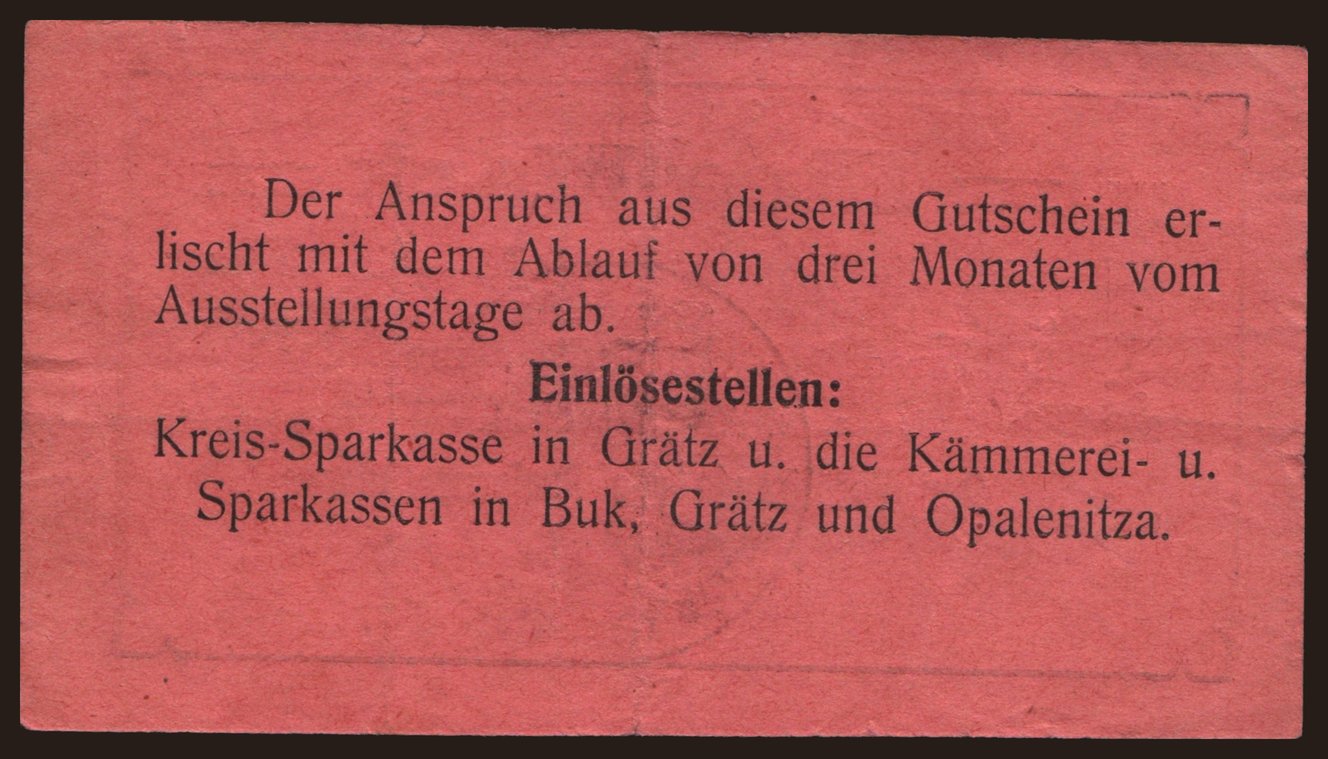 Der Anspruch aus diesem Gutschein er-
lischt mit dem Ablauf von drei Monaten vom
Ausstellungstage ab.
Einlösestellen:
Kreis-Sparkasse in Grätz u. die Kämmerei- u.
Sparkassen in Buk, Grätz und Opalenitza.